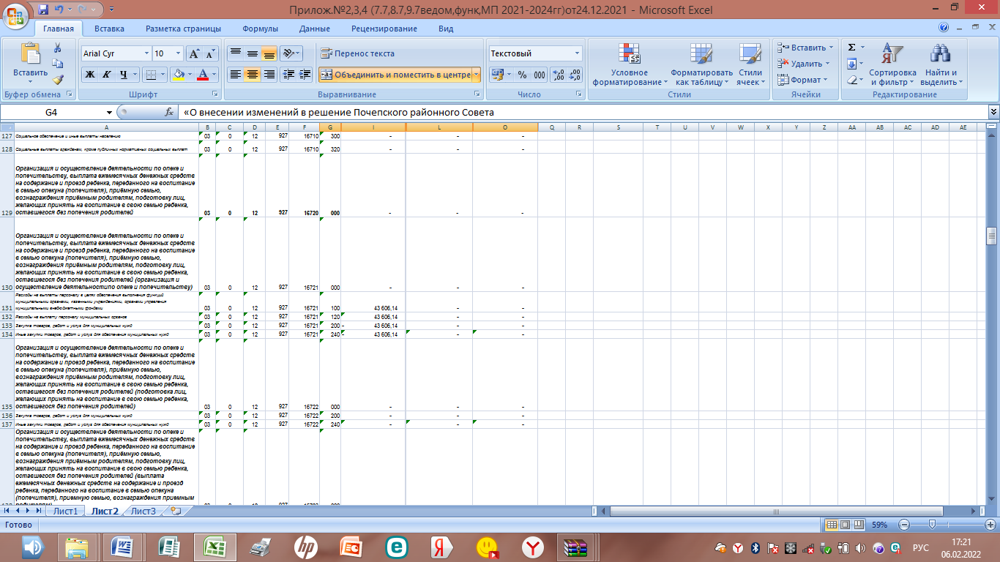 Прилож.№2,3,4 (7.7,8.7,9.7ведом,функ,МП 2021-2024гг)от24.12.2021 - Microsoft Excel
Главная Вставка Разметка страницы Формулы Данные Рецензирование Вид
Вставить
Буфер обмена
Arial Cyr 10
Ж К Ч
Шрифт
Перенос текста
Объединить и поместить в центре
Выравнивание
Текстовый
% 000
Число
Условное форматирование
Форматировать как таблицу
Стили ячеек
Стили
Вставить
Удалить
Формат
Ячейки
Сортировка и фильтр
Найти и выделить
Редактирование
G4 fx «О внесении изменений в решение Почепского районного Совета
A B C D E F G I L O Q R S T U V W X Y Z AA AB AC AD AE
127 Социальное обеспечение и иные выплаты населению 03 0 12 927 16710 300 - - -
128 Социальные выплаты гражданам, кроме публичных нормативных социальных выплат 03 0 12 927 16710 320 - - -
Организация и осуществление деятельности по опеке и
попечительству, выплата ежемесячных денежных средств
на содержание и проезд ребенка, переданного на воспитание
в семью опекуна (попечителя), приёмную семью,
вознаграждения приёмным родителям, подготовку лиц,
желающих принять на воспитание в свою семью ребенка,
129 оставшегося без попечения родителей 03 0 12 927 16720 000 - - -
Организация и осуществление деятельности по опеке и
попечительству, выплата ежемесячных денежных средств
на содержание и проезд ребенка, переданного на воспитание
в семью опекуна (попечителя), приёмную семью,
вознаграждения приёмным родителям, подготовку лиц,
желающих принять на воспитание в свою семью ребенка,
оставшегося без попечения родителей (организация и
130 осуществление деятельностипо опеке и попечительству) 03 0 12 927 16721 000 - - -
Расходы на выплаты персоналу в целях обеспечения выполнения функций
муниципальными органами, казенными учреждениями, органами управления
131 муниципальными внебюджетными фондами 03 0 12 927 16721 100 43 606,14 - -
132 Расходы на выплату персоналу муниципальных органов 03 0 12 927 16721 120 43 606,14 - -
133 Закупка товаров, работ и услуг для муниципальных нужд 03 0 12 927 16721 200 - 43 606,14 - -
134 Иные закупки товаров, работ и услуг для обеспечения муниципальных нужд 03 0 12 927 16721 240 - 43 606,14 - -
Организация и осуществление деятельности по опеке и
попечительству, выплата ежемесячных денежных средств
на содержание и проезд ребенка, переданного на воспитание
в семью опекуна (попечителя), приёмную семью,
вознаграждения приёмным родителям, подготовку лиц,
желающих принять на воспитание в свою семью ребенка,
оставшегося без попечения родителей (подготовка лиц,
желающих принять на воспитание в свою семью ребенка,
135 оставшегося без попечения родителей) 03 0 12 927 16722 000 - - -
136 Закупка товаров, работ и услуг для муниципальных нужд 03 0 12 927 16722 200 - - -
137 Иные закупки товаров, работ и услуг для обеспечения муниципальных нужд 03 0 12 927 16722 240 - - -
Организация и осуществление деятельности по опеке и
попечительству, выплата ежемесячных денежных средств
на содержание и проезд ребенка, переданного на воспитание
в семью опекуна (попечителя), приёмную семью,
вознаграждения приёмным родителям, подготовку лиц,
желающих принять на воспитание в свою семью ребенка,
оставшегося без попечения родителей (выплата
ежемесячных денежных средств на содержание и проезд
ребенка, переданного на воспитание в семью опекуна
(попечителя), приемную семью, вознаграждения приемным
Лист1 Лист2 Лист3
Готово 59%
РУС 17:21
06.02.2022